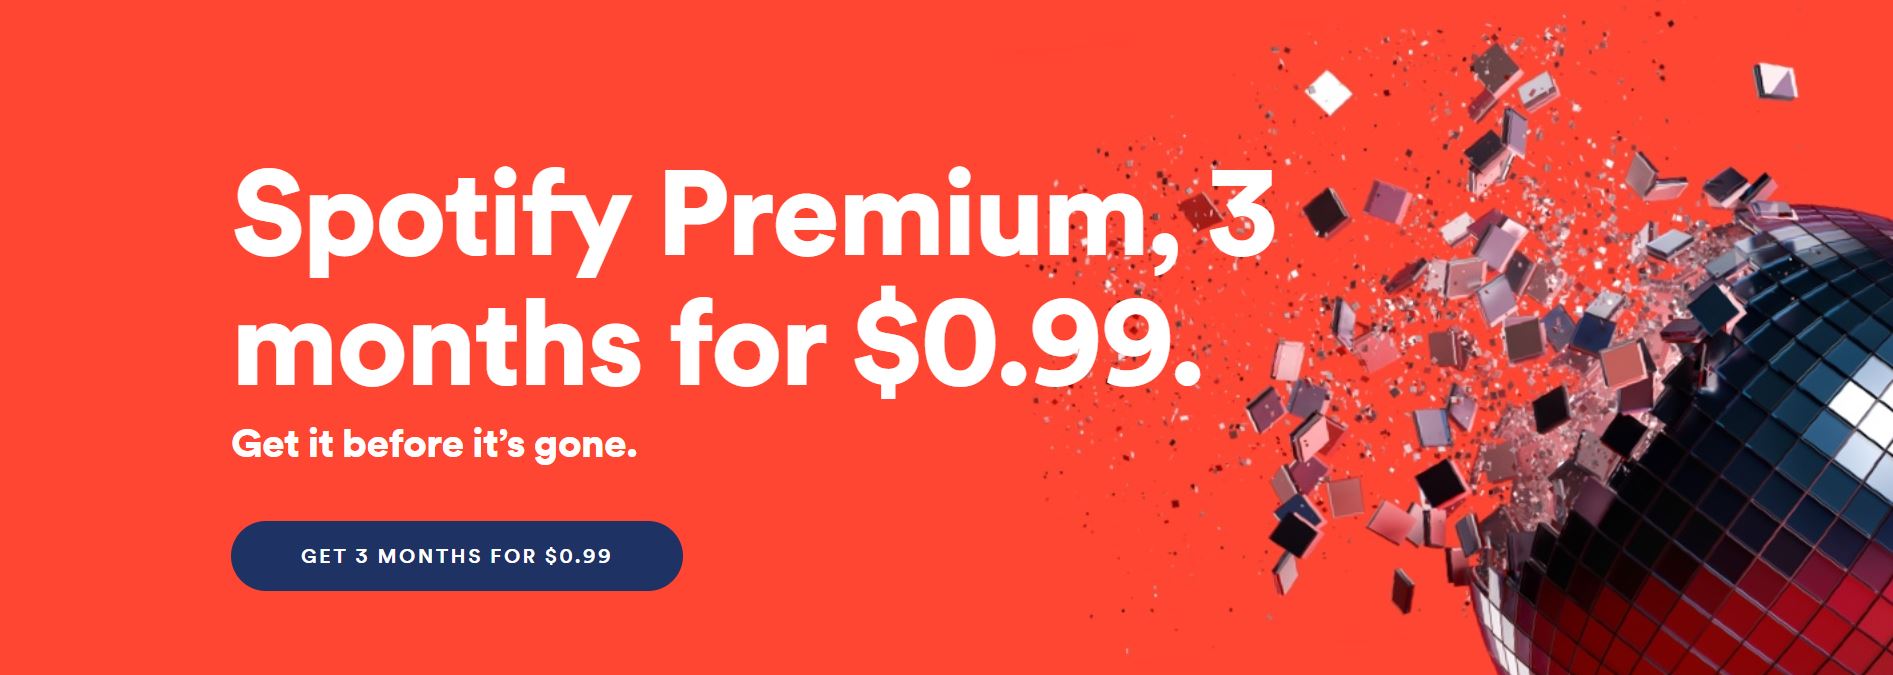 Spotify Premium, 3
months for $0.99.
Get it before it’s gone.
GET 3 MONTHS FOR $0.99